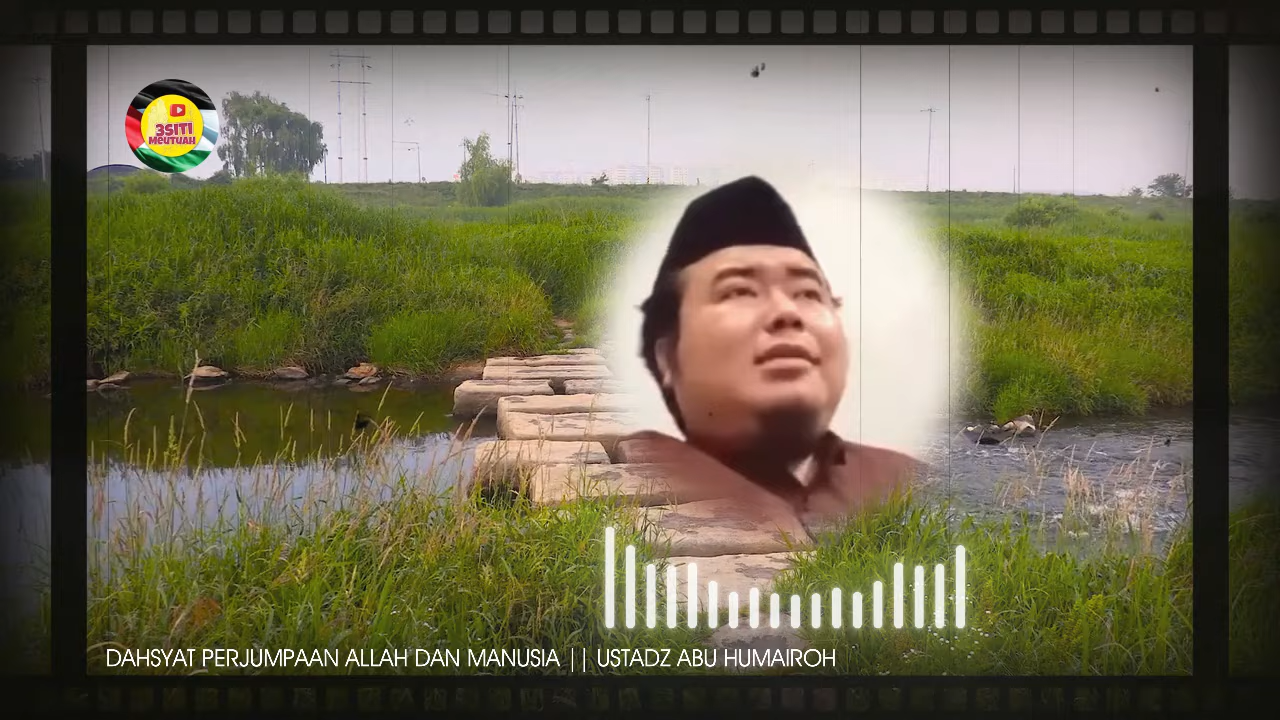 3SITI
MEUTUAH
DAHSYAT PERJUMPAAN ALLAH DAN MANUSIA || USTADZ ABU HUMAIROH